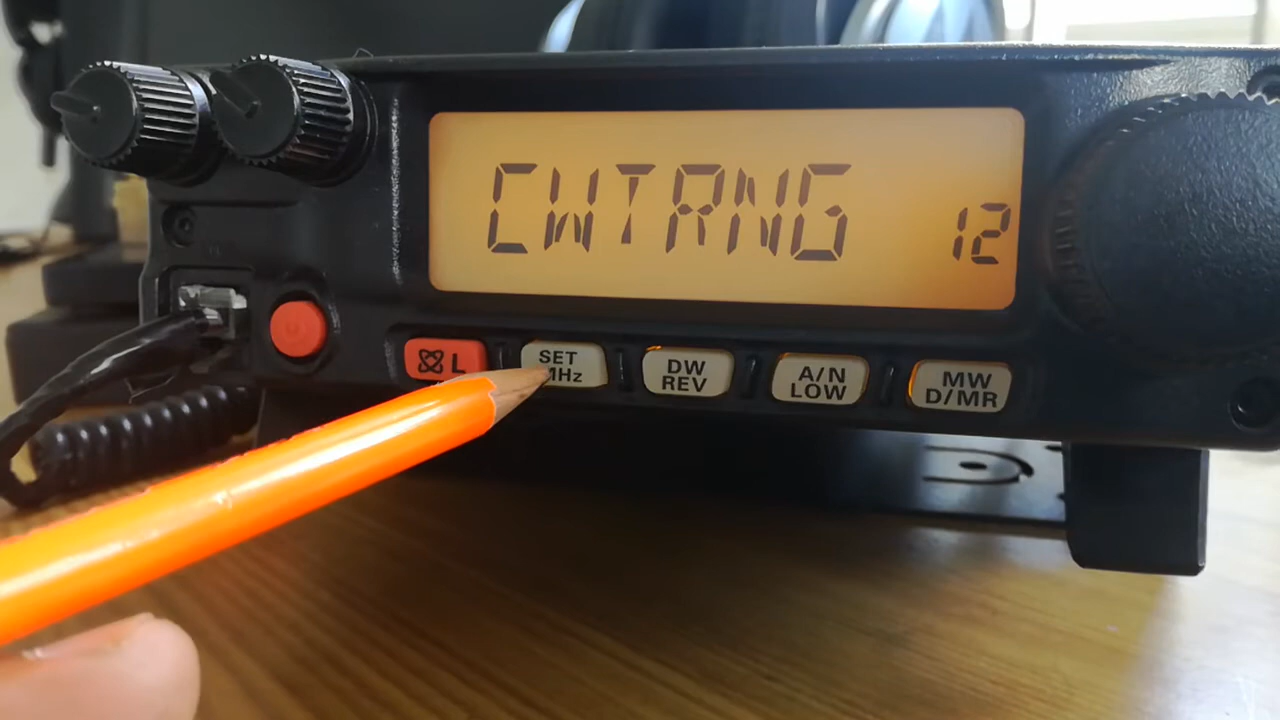 CWTRNG 12
L
SET
MHz
DW
REV
A/N
LOW
MW
D/MR